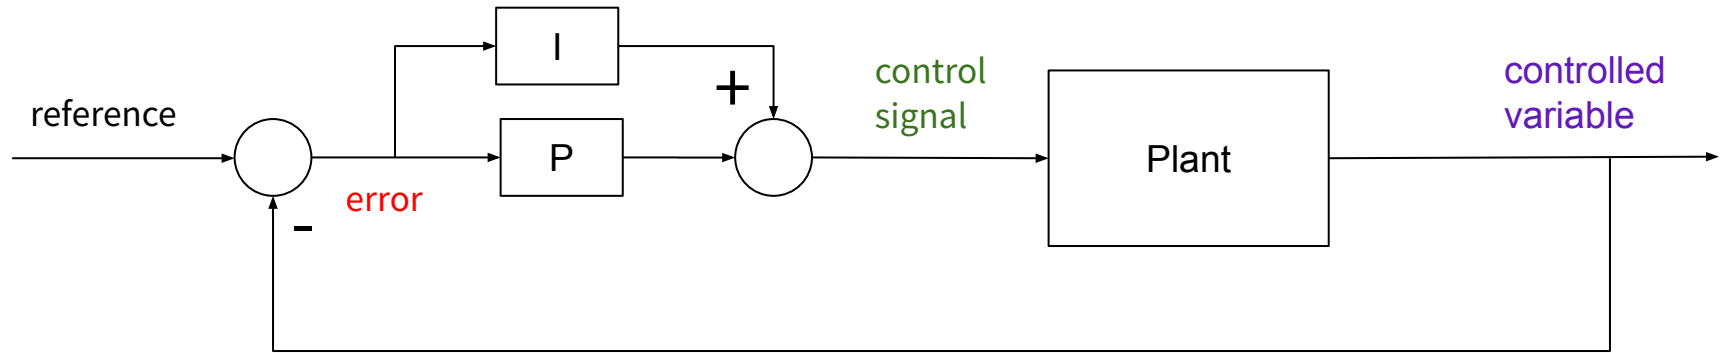 I
+
control
signal
controlled
variable
reference
P
Plant
error
-